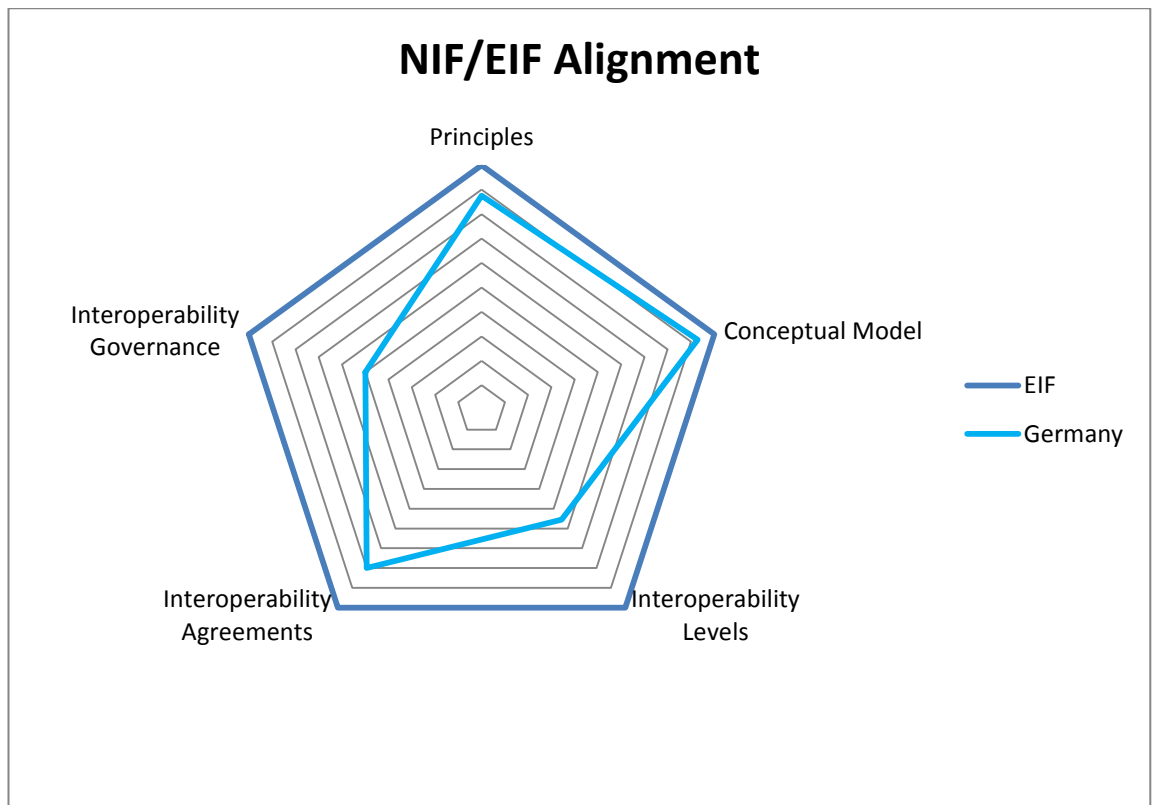 NIF/EIF Alignment
Principles
Interoperability
Governance
Conceptual Model
EIF
Germany
Interoperability
Agreements
Interoperability
Levels